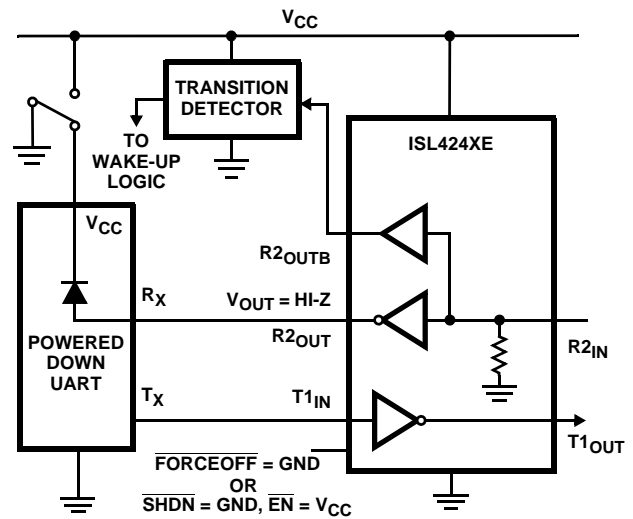 VCC
TRANSITION
DETECTOR
TO
WAKE-UP
LOGIC
ISL424XE
VCC
R2OUTB
RX
VOUT = HI-Z
R2OUT
R2IN
POWERED
DOWN
UART
TX
T1IN
T1OUT
FORCEOFF = GND
OR
SHDN = GND, EN = VCC